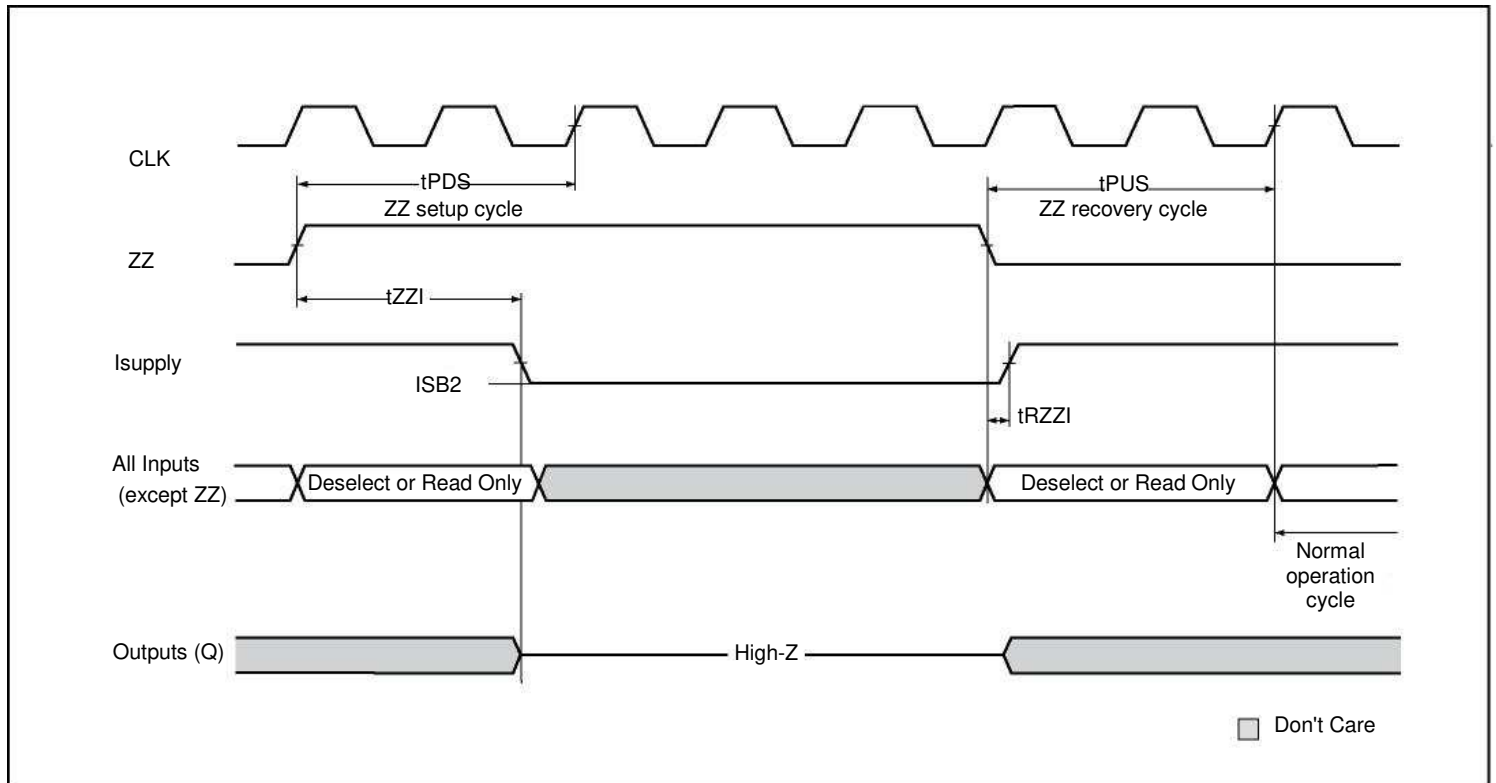 CLK
tPDS
ZZ setup cycle
tPUS
ZZ recovery cycle
ZZ
tZZI
Isupply
ISB2
tRZZI
All Inputs
(except ZZ)
Deselect or Read Only
Deselect or Read Only
Normal
operation
cycle
Outputs (Q)
High-Z
Don't Care